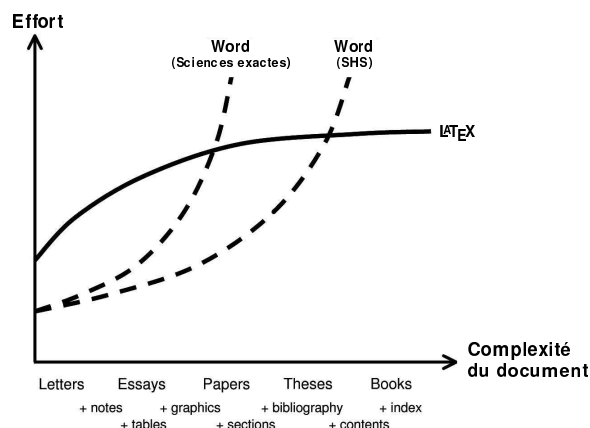 Effort
Word
(Sciences exactes)
Word
(SHS)
LATEX
Complexité
du document
Letters Essays Papers Theses Books
+ notes + graphics + bibliography + index
+ tables + sections + contents